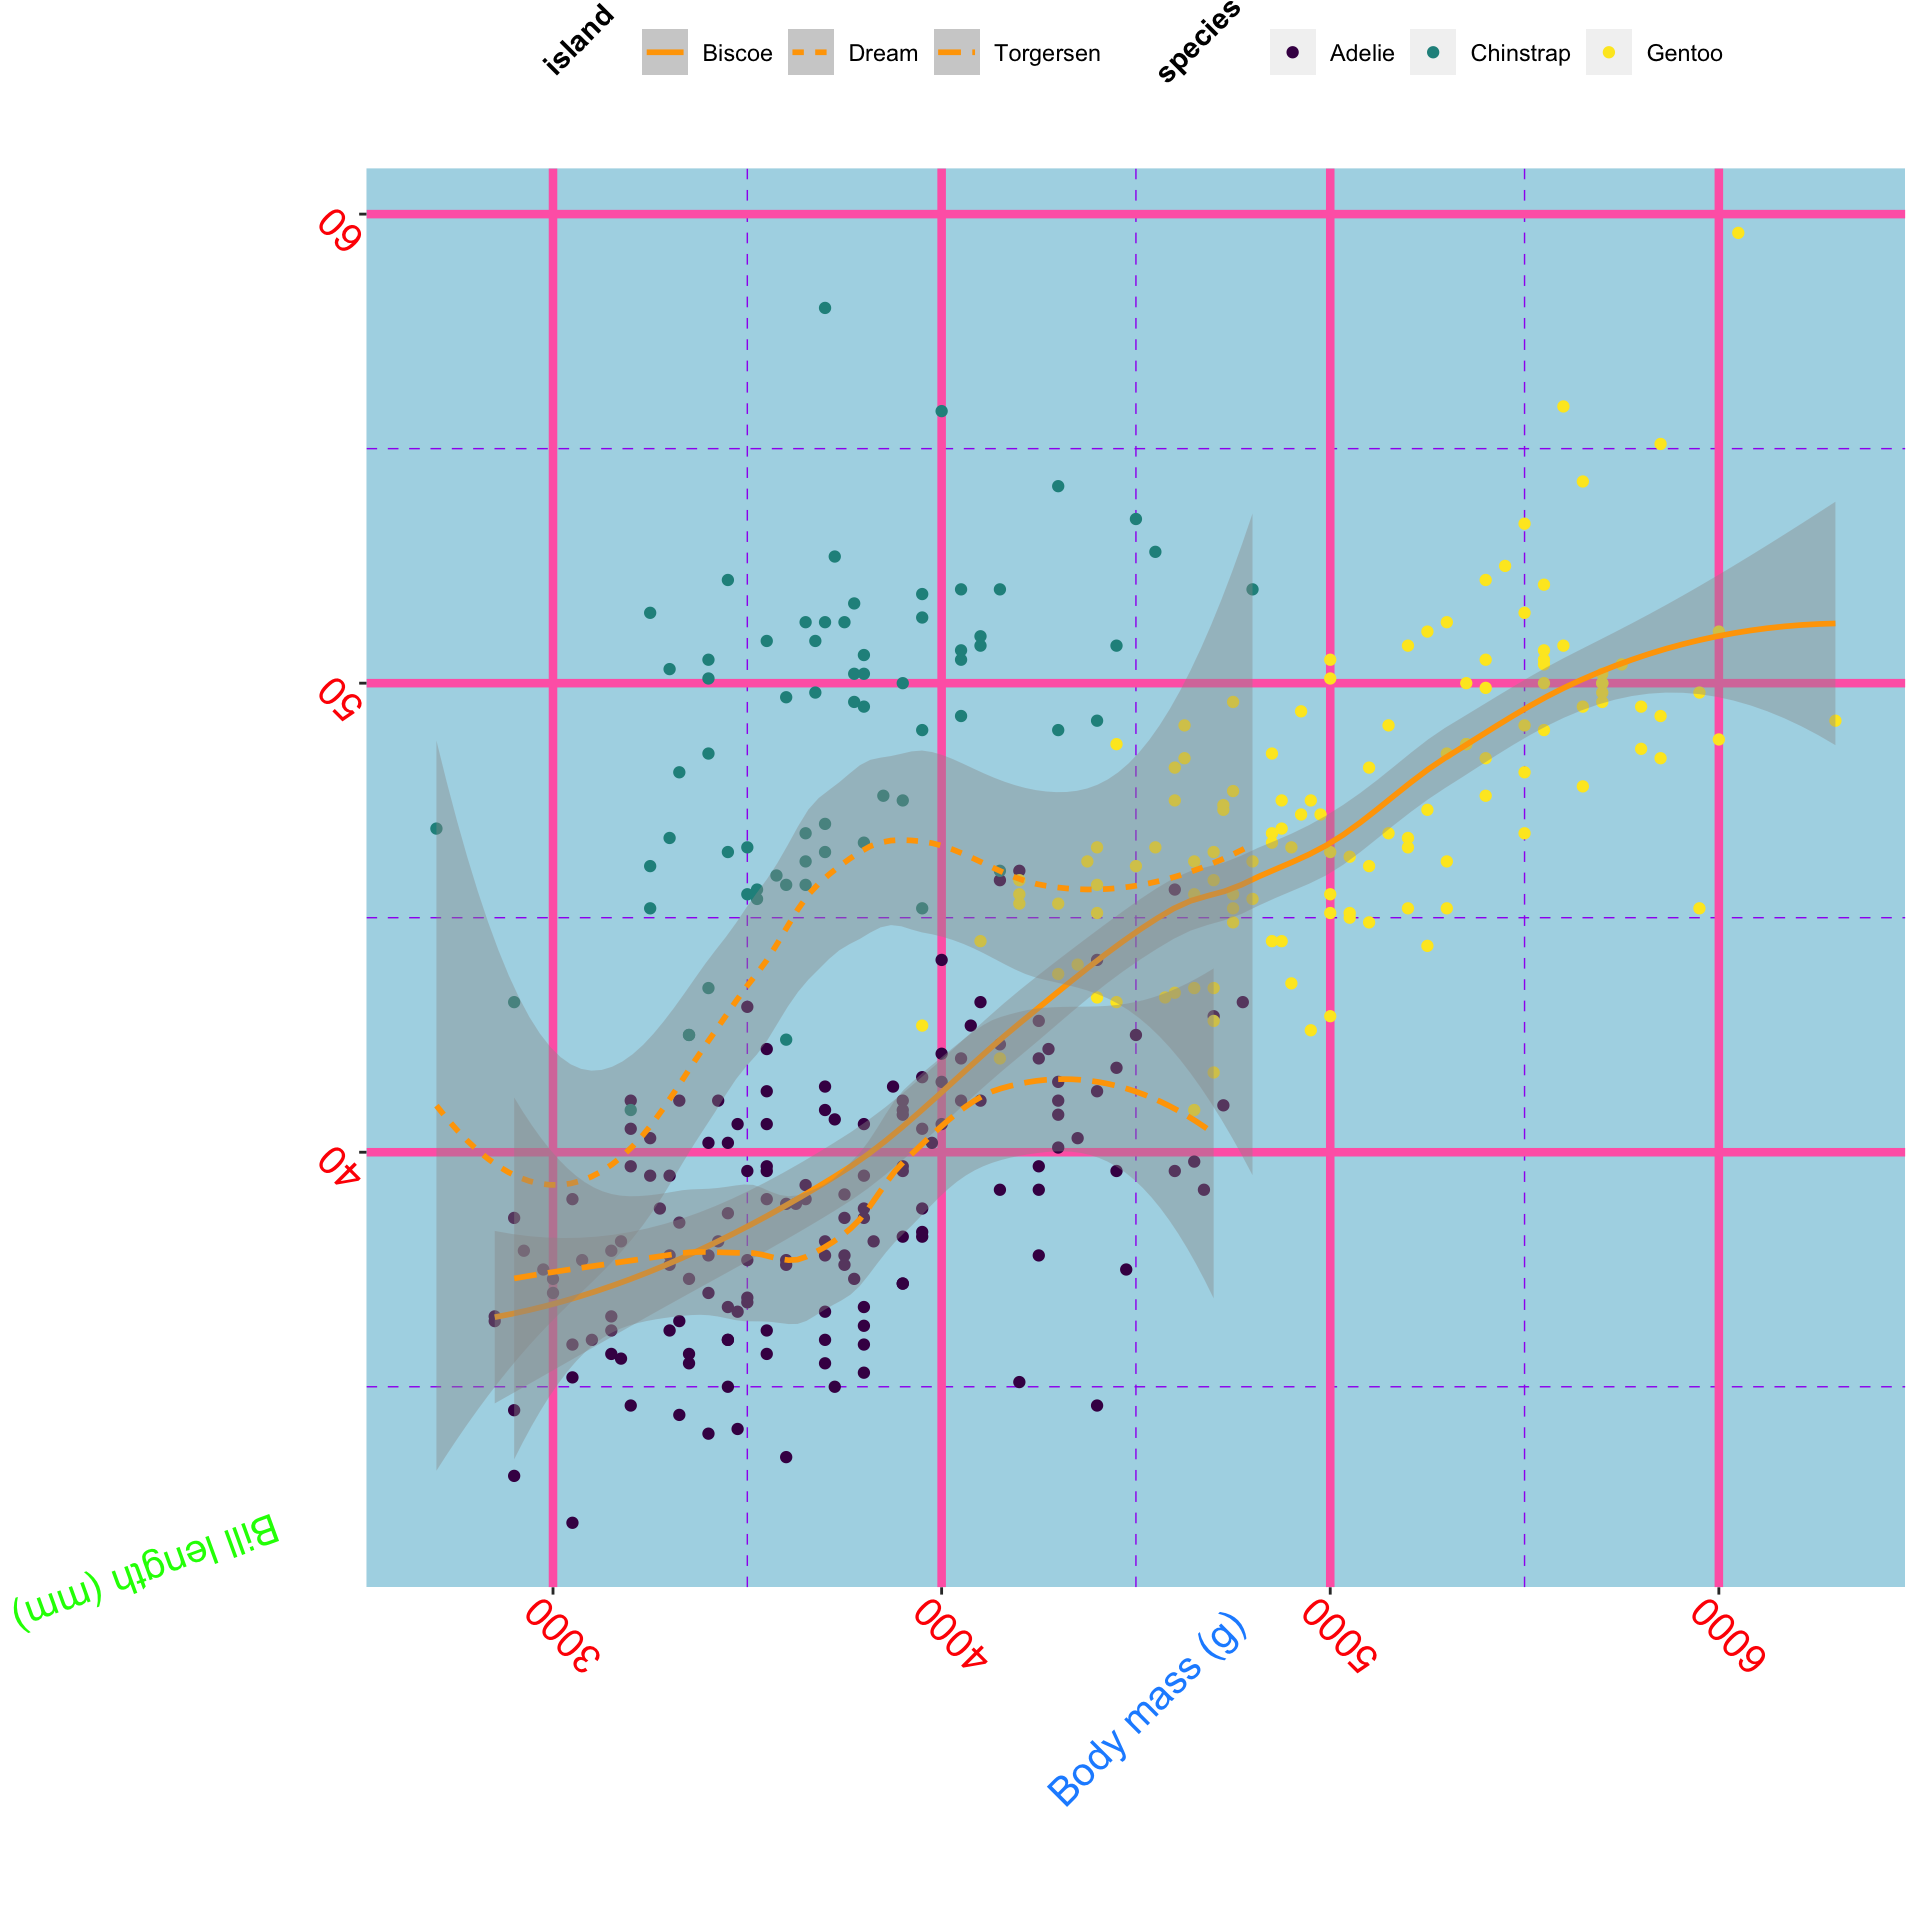 island Biscoe Dream Torgersen species Adelie Chinstrap Gentoo
60
50
40
Bill length (mm)
3000 4000 5000 6000
Body mass (g)